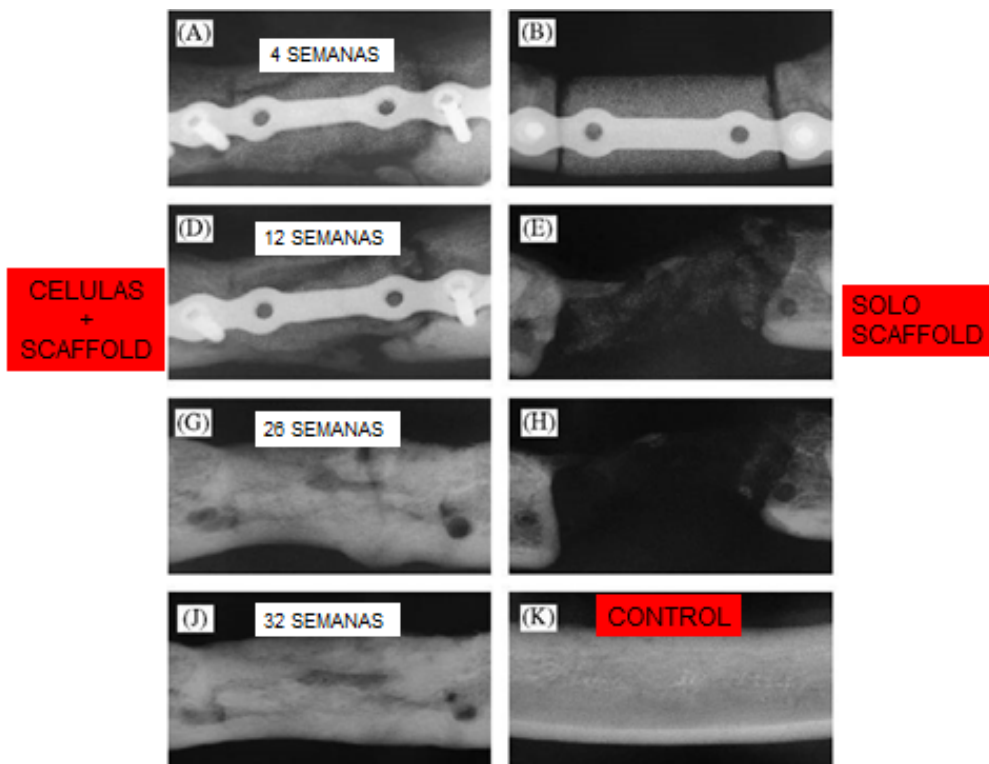 (A)
4 SEMANAS
(B)
(D)
12 SEMANAS
(E)
CELULAS
+
SCAFFOLD
SOLO
SCAFFOLD
(G)
26 SEMANAS
(H)
(J)
32 SEMANAS
(K)
CONTROL